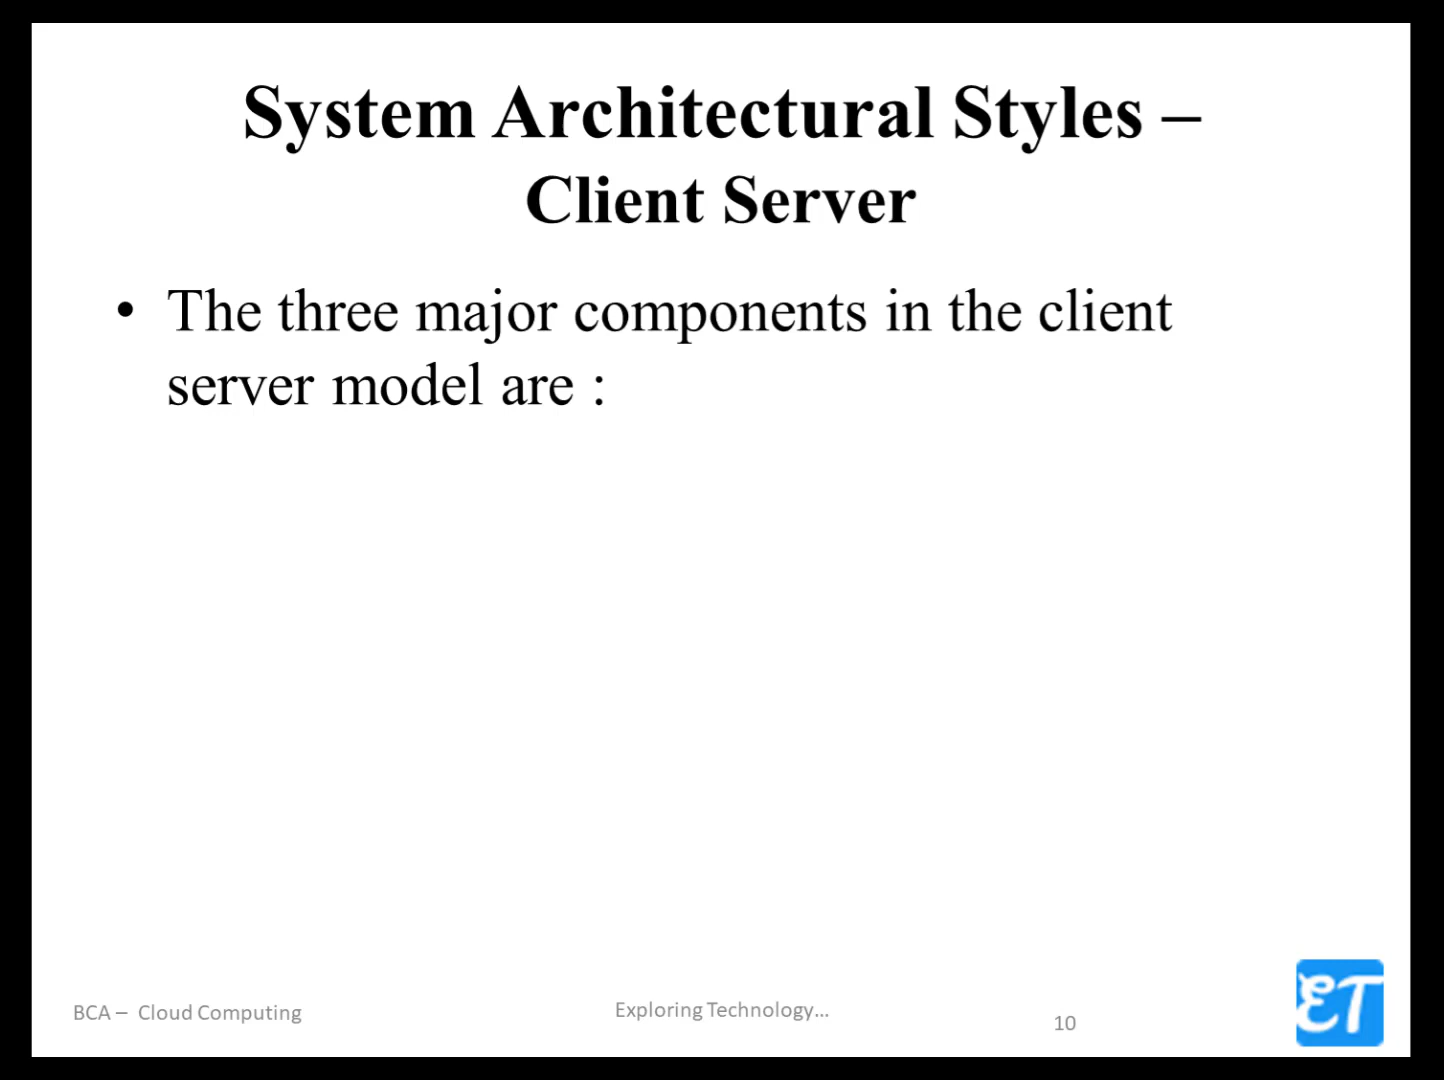 System Architectural Styles –
Client Server
• The three major components in the client
server model are :
BCA – Cloud Computing
Exploring Technology...
10
ET